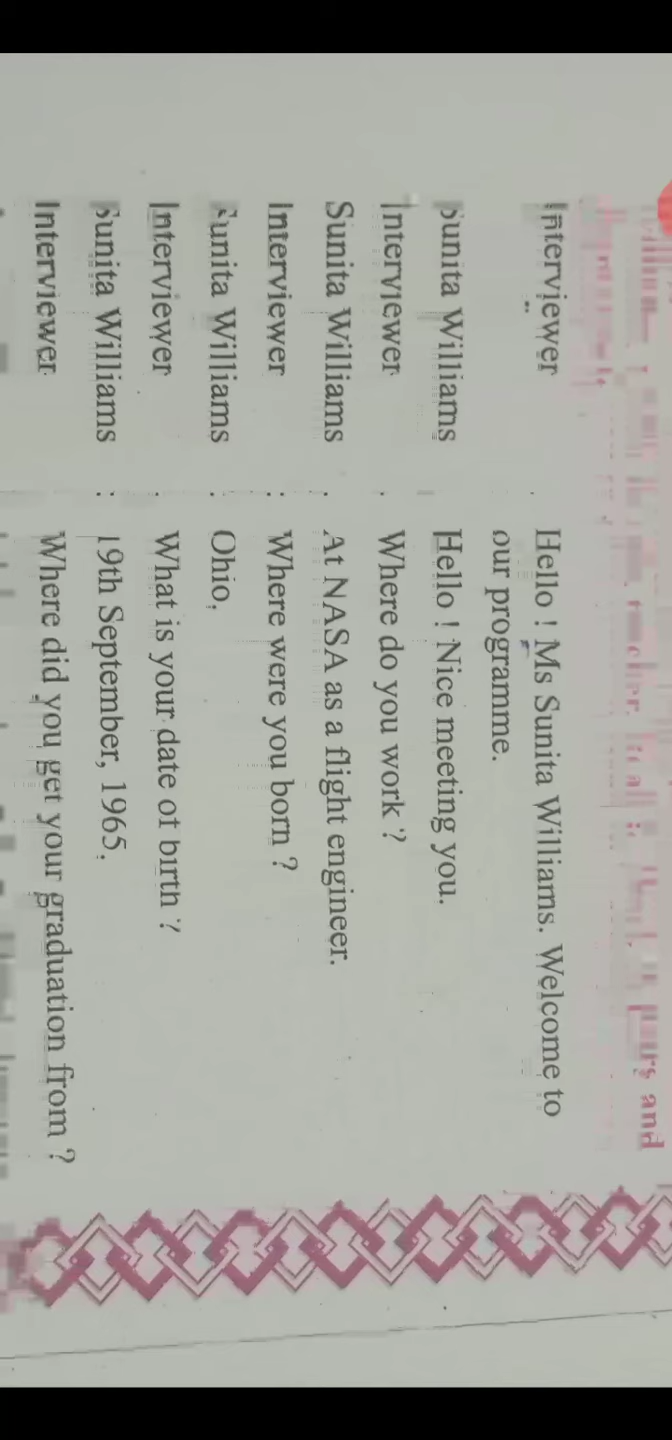 pairs and
Interviewer : Hello ! Ms Sunita Williams. Welcome to
our programme.
Sunita Williams : Hello ! Nice meeting you.
Interviewer : Where do you work ?
Sunita Williams : At NASA as a flight engineer.
Interviewer : Where were you born ?
Sunita Williams : Ohio.
Interviewer : What is your date of birth ?
Sunita Williams : 19th September, 1965.
Interviewer Where did you get your graduation from ?